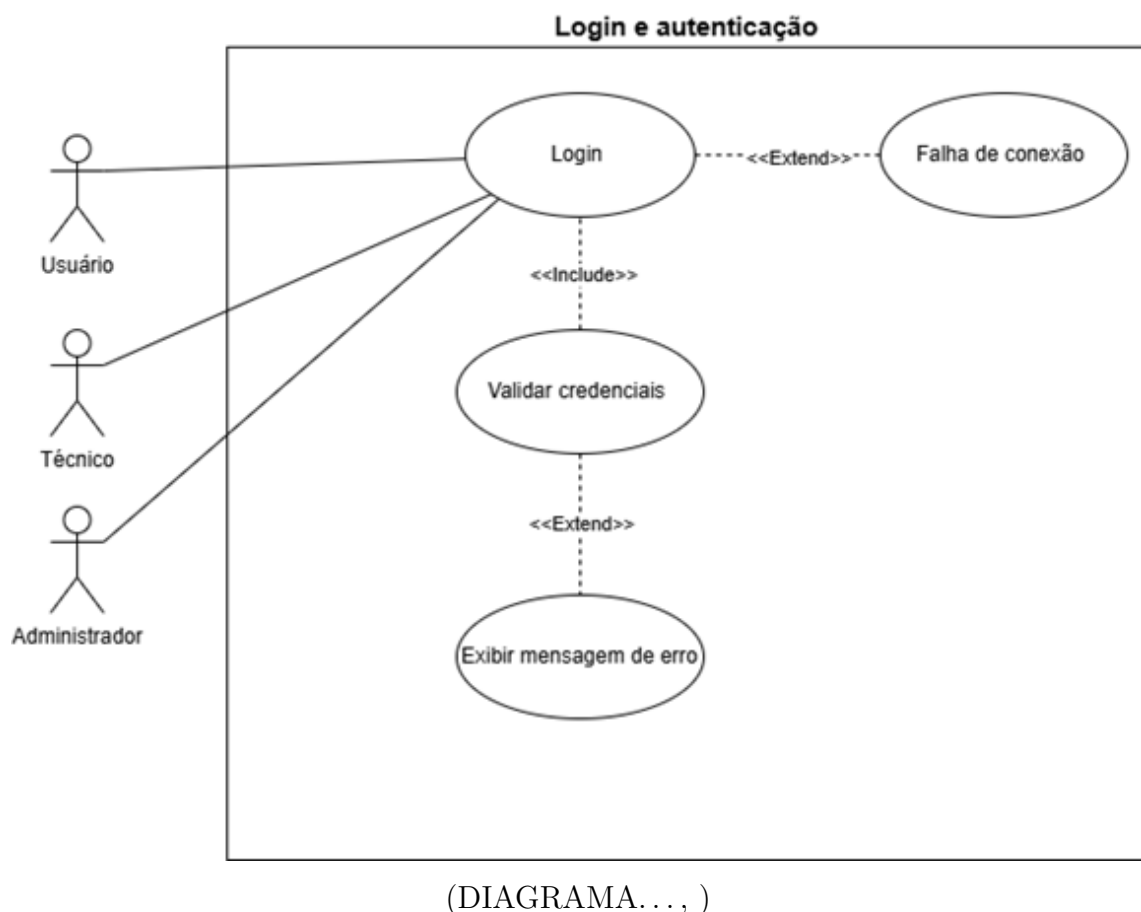 Login e autenticação
Login
<<Extend>>
Falha de conexão
Usuário
<<Include>>
Técnico
Validar credenciais
<<Extend>>
Administrador
Exibir mensagem de erro
(DIAGRAMA..., )